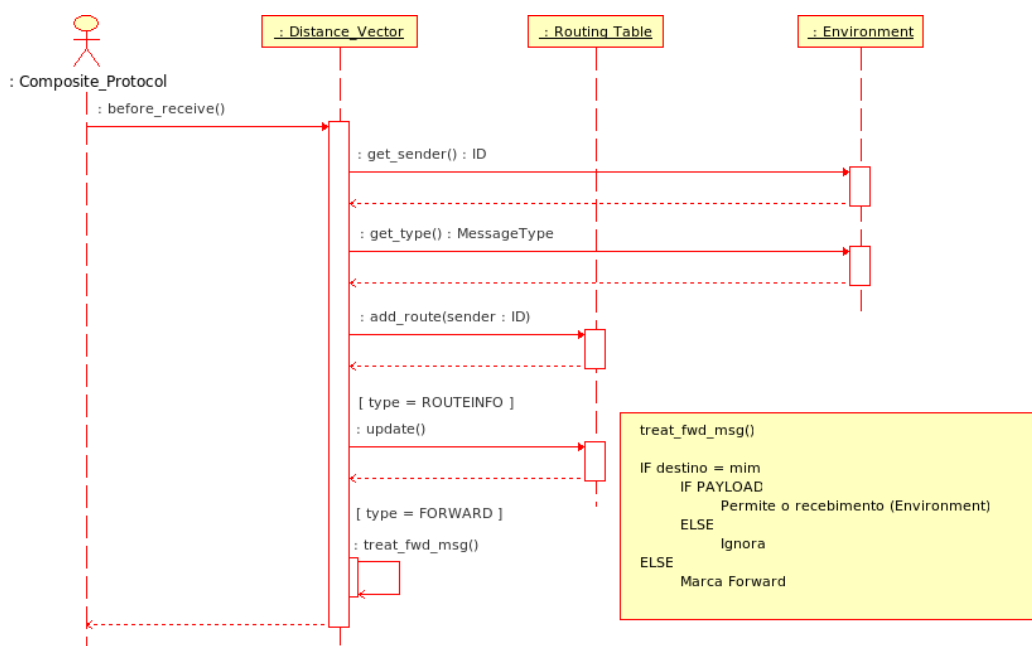 : Distance_Vector
: Routing Table
: Environment
: Composite_Protocol
: before_receive()
: get_sender() : ID
: get_type() : MessageType
: add_route(sender : ID)
[ type = ROUTEINFO ]
: update()
[ type = FORWARD ]
: treat_fwd_msg()
treat_fwd_msg()
IF destino = mim
IF PAYLOAD
Permite o recebimento (Environment)
ELSE
Ignora
ELSE
Marca Forward